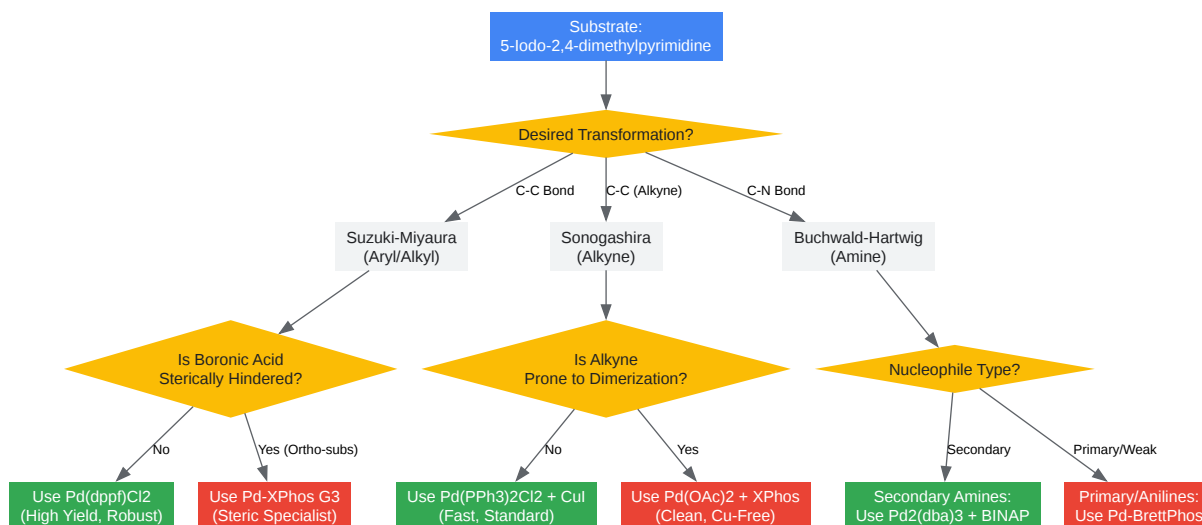 Substrate:
5-Iodo-2,4-dimethylpyrimidine
Desired Transformation?
C-C Bond
C-C (Alkyne)
C-N Bond
Suzuki-Miyaura
(Aryl/Alkyl)
Sonogashira
(Alkyne)
Buchwald-Hartwig
(Amine)
Is Boronic Acid
Sterically Hindered?
Is Alkyne
Prone to Dimerization?
Nucleophile Type?
No
Yes (Ortho-subs)
No
Yes
Secondary
Primary/Weak
Use Pd(dppf)Cl2
(High Yield, Robust)
Use Pd-XPhos G3
(Steric Specialist)
Use Pd(PPh3)2Cl2 + CuI
(Fast, Standard)
Use Pd(OAc)2 + XPhos
(Clean, Cu-Free)
Secondary Amines:
Use Pd2(dba)3 + BINAP
Primary/Anilines:
Use Pd-BrettPhos